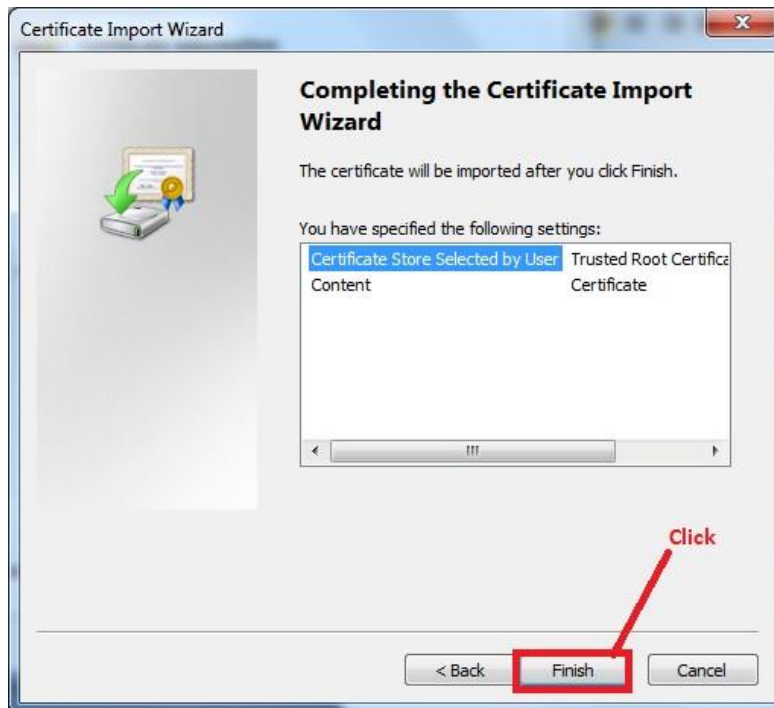 Certificate Import Wizard
Completing the Certificate Import
Wizard
The certificate will be imported after you click Finish.
You have specified the following settings:
Certificate Store Selected by User Trusted Root Certifica
Content Certificate
Click
< Back Finish Cancel